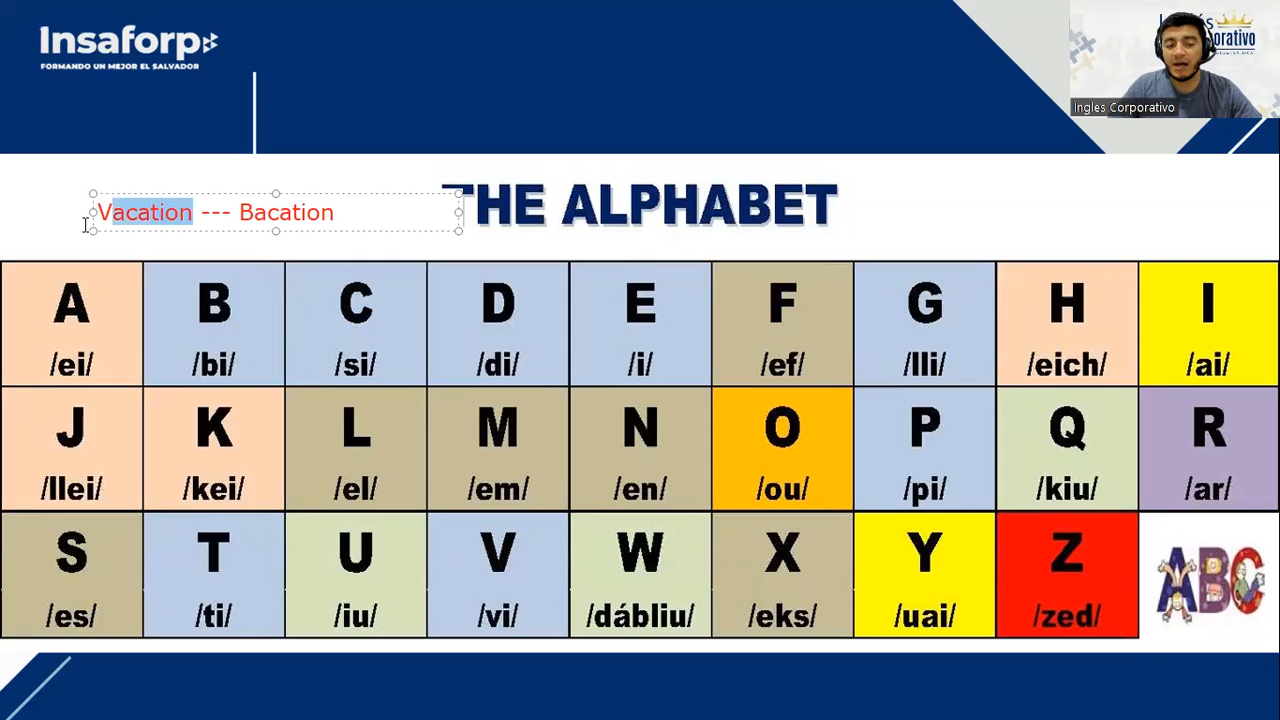 Insaforp
FORMANDO UN MEJOR EL SALVADOR
Ingles Corporativo
THE ALPHABET
Vacation --- Bacation
A B C D E F G H I
/ei/ /bi/ /si/ /di/ /i/ /ef/ /lli/ /eich/ /ai/
J K L M N O P Q R
/llei/ /kei/ /el/ /em/ /en/ /ou/ /pi/ /kiu/ /ar/
S T U V W X Y Z
/es/ /ti/ /iu/ /vi/ /dábliu/ /eks/ /uai/ /zed/
ABC